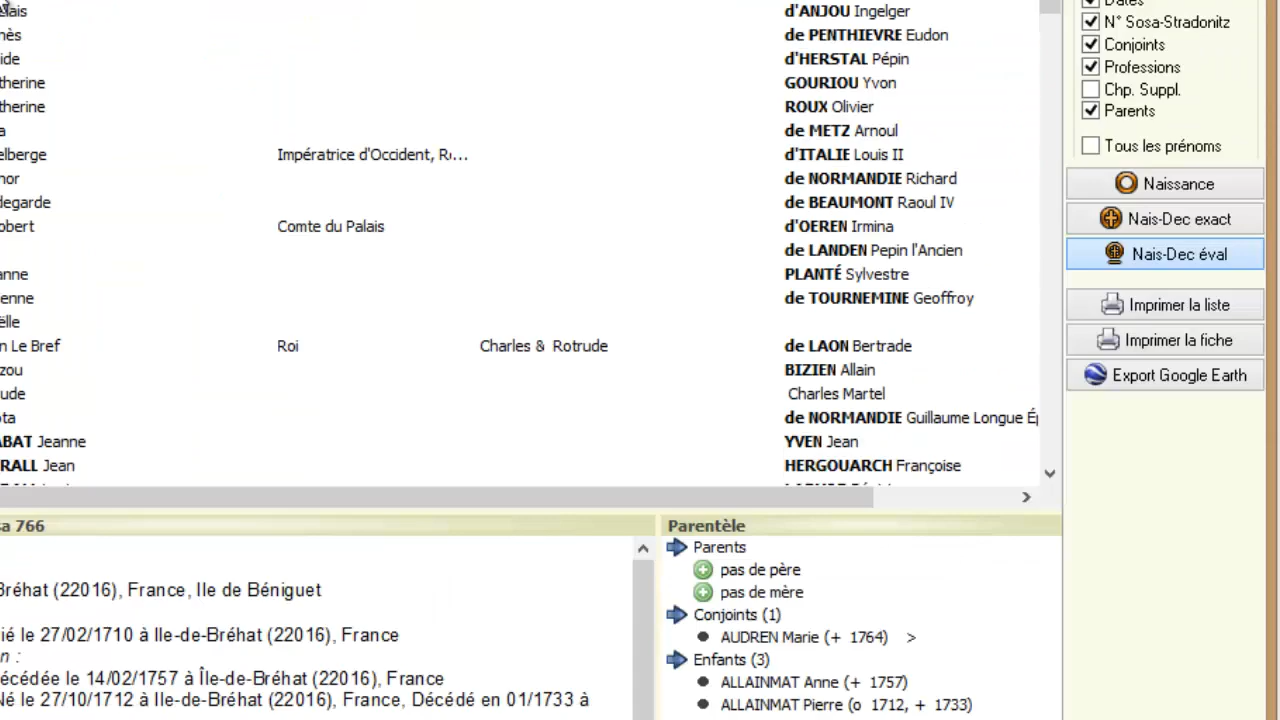 elais d'ANJOU Ingelger
nès de PENTHIEVRE Eudon
ide d'HERSTAL Pépin
therine GOURIOU Yvon
therine ROUX Olivier
a de METZ Arnoul
elberge Impératrice d'Occident, R... d'ITALIE Louis II
nor de NORMANDIE Richard
degarde de BEAUMONT Raoul IV
obert Comte du Palais d'OEREN Irmina
de LANDEN Pepin l'Ancien
anne PLANTÉ Sylvestre
enne de TOURNEMINE Geoffroy
ëlle
n Le Bref Roi Charles & Rotrude de LAON Bertrade
zou BIZIEN Allain
ude Charles Martel
ota de NORMANDIE Guillaume Longue É
ABAT Jeanne YVEN Jean
RALL Jean HERGOUARCH Françoise
Dates
N° Sosa-Stradonitz
Conjoints
Professions
Chp. Suppl.
Parents
Tous les prénoms
Naissance
Nais-Dec exact
Nais-Dec éval
Imprimer la liste
Imprimer la fiche
Export Google Earth
sa 766
Bréhat (22016), France, Ile de Béniguet
ié le 27/02/1710 à Ile-de-Bréhat (22016), France
n :
écédée le 14/02/1757 à Île-de-Bréhat (22016), France
Né le 27/10/1712 à Ile-de-Bréhat (22016), France, Décédé en 01/1733 à
Parentèle
Parents
pas de père
pas de mère
Conjoints (1)
AUDREN Marie (+ 1764) >
Enfants (3)
ALLAINMAT Anne (+ 1757)
ALLAINMAT Pierre (o 1712, + 1733)